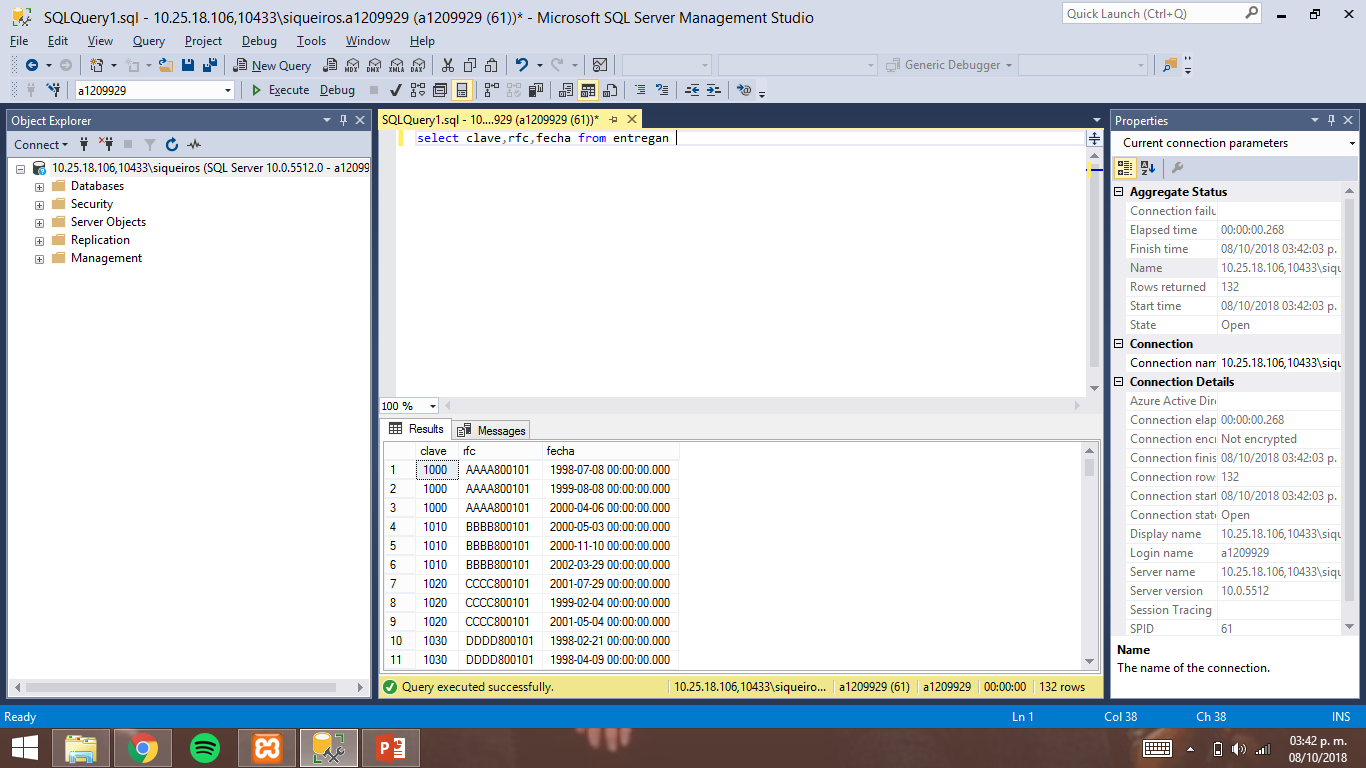 SQLQuery1.sql - 10.25.18.106,10433\siqueiros.a1209929 (a1209929 (61))* - Microsoft SQL Server Management Studio
Quick Launch (Ctrl+Q)
File Edit View Query Project Debug Tools Window Help
New Query MDX DMX XMLA DAX Generic Debugger
a1209929 Execute Debug
Object Explorer
Connect
10.25.18.106,10433\siqueiros (SQL Server 10.0.5512.0 - a12099
Databases
Security
Server Objects
Replication
Management
SQLQuery1.sql - 10....929 (a1209929 (61))*
select clave,rfc,fecha from entregan
100 %
Results Messages
clave rfc fecha
1 1000 AAAA800101 1998-07-08 00:00:00.000
2 1000 AAAA800101 1999-08-08 00:00:00.000
3 1000 AAAA800101 2000-04-06 00:00:00.000
4 1010 BBBB800101 2000-05-03 00:00:00.000
5 1010 BBBB800101 2000-11-10 00:00:00.000
6 1010 BBBB800101 2002-03-29 00:00:00.000
7 1020 CCCC800101 2001-07-29 00:00:00.000
8 1020 CCCC800101 1999-02-04 00:00:00.000
9 1020 CCCC800101 2001-05-04 00:00:00.000
10 1030 DDDD800101 1998-02-21 00:00:00.000
11 1030 DDDD800101 1998-04-09 00:00:00.000
Query executed successfully. 10.25.18.106,10433\siqueiro... a1209929 (61) a1209929 00:00:00 132 rows
Properties
Current connection parameters
Aggregate Status
Connection failu
Elapsed time 00:00:00.268
Finish time 08/10/2018 03:42:03 p.
Name 10.25.18.106,10433\siqu
Rows returned 132
Start time 08/10/2018 03:42:03 p.
State Open
Connection
Connection nam 10.25.18.106,10433\siqu
Connection Details
Azure Active Dire
Connection elap 00:00:00.268
Connection encr Not encrypted
Connection finis 08/10/2018 03:42:03 p.
Connection row 132
Connection start 08/10/2018 03:42:03 p.
Connection state Open
Display name 10.25.18.106,10433\siqu
Login name a1209929
Server name 10.25.18.106,10433\siqu
Server version 10.0.5512
Session Tracing
SPID 61
Name
The name of the connection.
Ready Ln 1 Col 38 Ch 38 INS
03:42 p. m.
08/10/2018